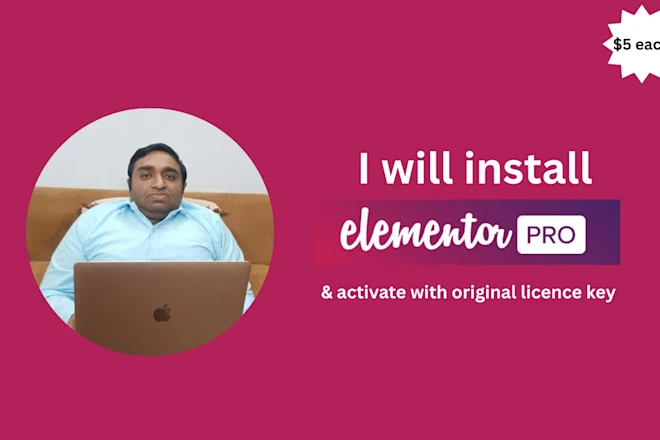 $5 eac
I will install
elementor PRO
& activate with original licence key